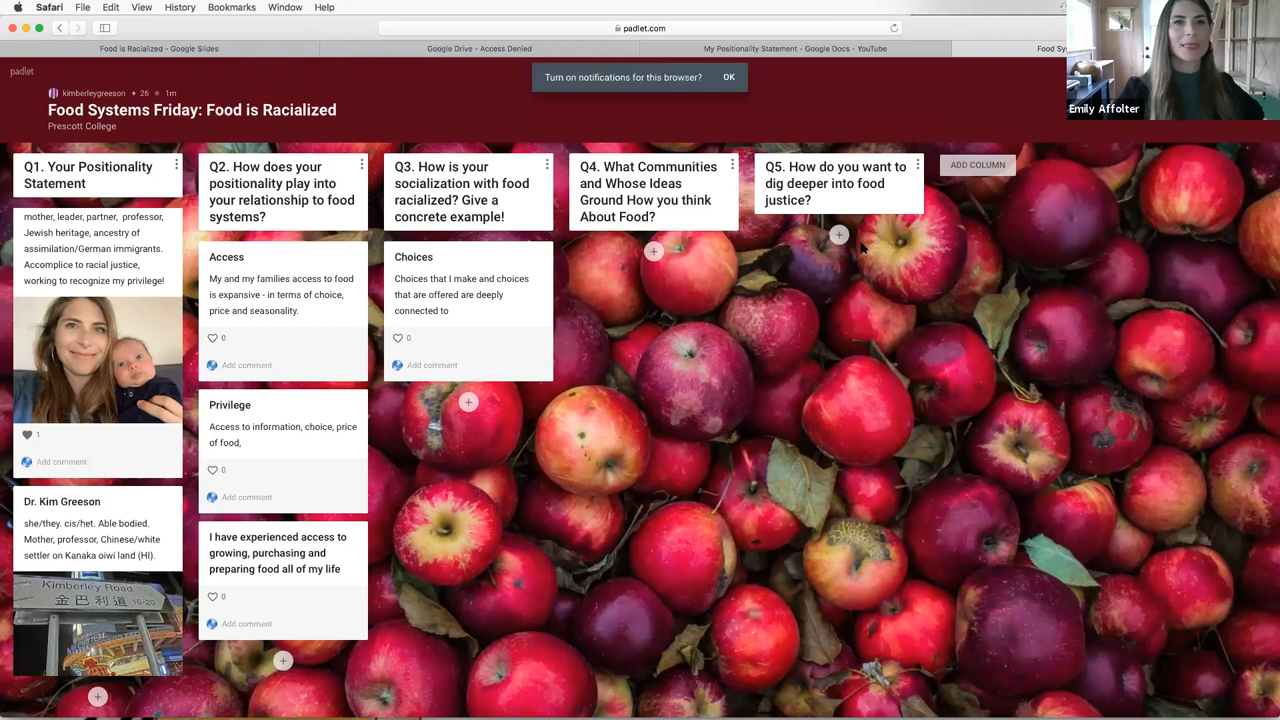 Safari File Edit View History Bookmarks Window Help
padlet.com
Food is Racialized - Google Slides
Google Drive - Access Denied
My Positionality Statement - Google Docs - YouTube
Food Sys
padlet
Turn on notifications for this browser? OK
kimberleygreeson + 26 • 1m
Food Systems Friday: Food is Racialized
Prescott College
Emily Affolter
Q1. Your Positionality
Statement
mother, leader, partner, professor,
Jewish heritage, ancestry of
assimilation/German immigrants.
Accomplice to racial justice,
working to recognize my privilege!
1
Add comment
Dr. Kim Greeson
she/they. cis/het. Able bodied.
Mother, professor, Chinese/white
settler on Kanaka oiwi land (HI).
Kimberley Road
金巴利道 16-20
Q2. How does your
positionality play into
your relationship to food
systems?
Access
My and my families access to food
is expansive - in terms of choice,
price and seasonality.
0
Add comment
Privilege
Access to information, choice, price
of food,
0
Add comment
I have experienced access to
growing, purchasing and
preparing food all of my life
0
Add comment
Q3. How is your
socialization with food
racialized? Give a
concrete example!
Choices
Choices that I make and choices
that are offered are deeply
connected to
0
Add comment
Q4. What Communities
and Whose Ideas
Ground How you think
About Food?
Q5. How do you want to
dig deeper into food
justice?
ADD COLUMN